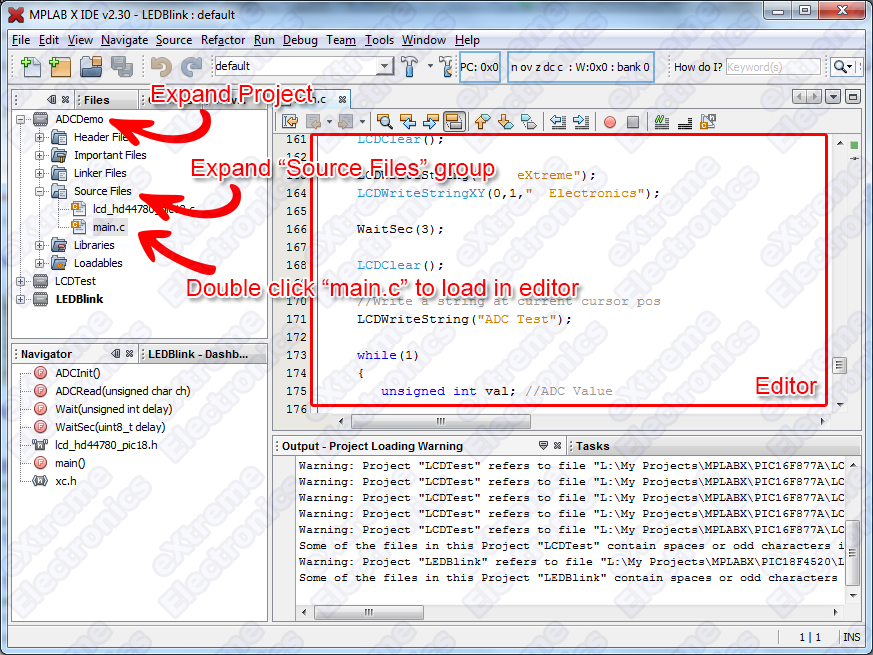 MPLAB X IDE v2.30 - LEDBlink : default
File Edit View Navigate Source Refactor Run Debug Team Tools Window Help
default
PC: 0x0
n ov z dc c : W:0x0 : bank 0
How do I?
Keyword(s)
Files
Expand Project
ADCDemo
Header Files
Important Files
Linker Files
Source Files
lcd_hd44780_pic18.c
main.c
Libraries
Loadables
LCDTest
LEDBlink
Expand “Source Files” group
Double click “main.c” to load in editor
161 LCDClear();
eXtreme");
164 LCDWriteStringXY(0,1," Electronics");
165
166 WaitSec(3);
167
168 LCDClear();
170 //Write a string at current cursor pos
171 LCDWriteString("ADC Test");
172
173 while(1)
174 {
175 unsigned int val; //ADC Value
176
Editor
Navigator
LEDBlink - Dashb...
ADCInit()
ADCRead(unsigned char ch)
Wait(unsigned int delay)
WaitSec(uint8_t delay)
lcd_hd44780_pic18.h
main()
xc.h
Output - Project Loading Warning
Tasks
Warning: Project "LCDTest" refers to file "L:\My Projects\MPLABX\PIC16F877A\LC
Warning: Project "LCDTest" refers to file "L:\My Projects\MPLABX\PIC16F877A\LC
Warning: Project "LCDTest" refers to file "L:\My Projects\MPLABX\PIC16F877A\LC
Warning: Project "LCDTest" refers to file "L:\My Projects\MPLABX\PIC16F877A\LC
Warning: Project "LCDTest" refers to file "L:\My Projects\MPLABX\PIC16F877A\LC
Some of the files in this Project "LCDTest" contain spaces or odd characters i
Warning: Project "LEDBlink" refers to file "L:\My Projects\MPLABX\PIC18F4520\L
Some of the files in this Project "LEDBlink" contain spaces or odd characters
1 | 1
INS
eXtreme
Electronics